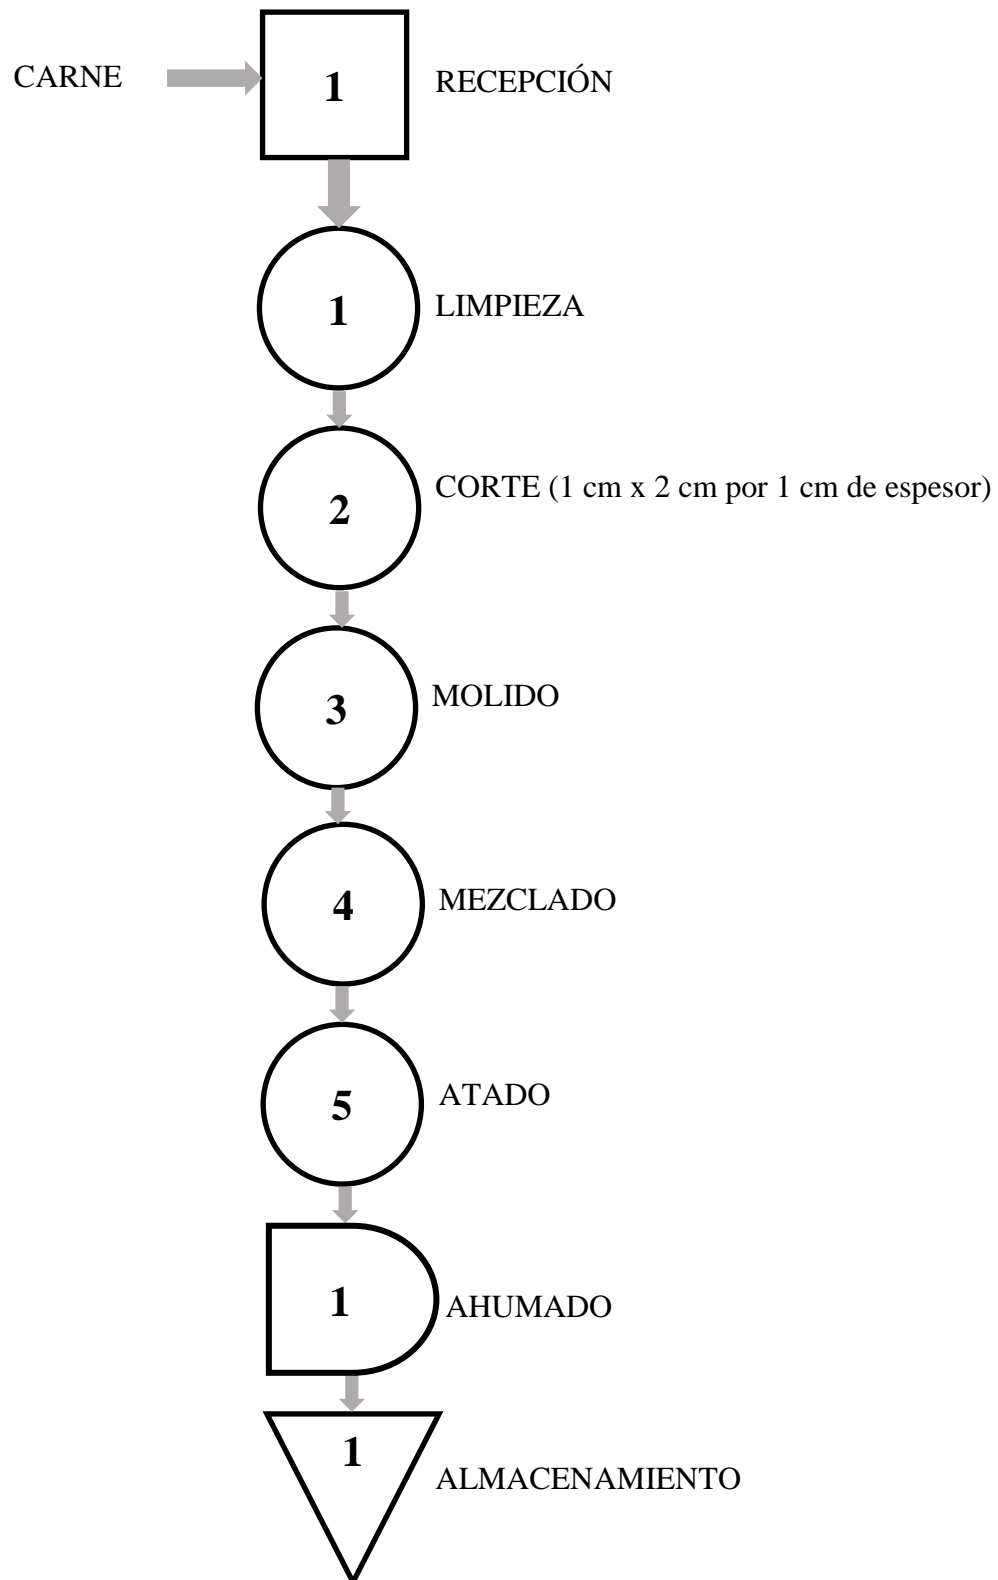 CARNE
1
RECEPCIÓN
1
LIMPIEZA
2
CORTE (1 cm x 2 cm por 1 cm de espesor)
3
MOLIDO
4
MEZCLADO
5
ATADO
1
AHUMADO
1
ALMACENAMIENTO